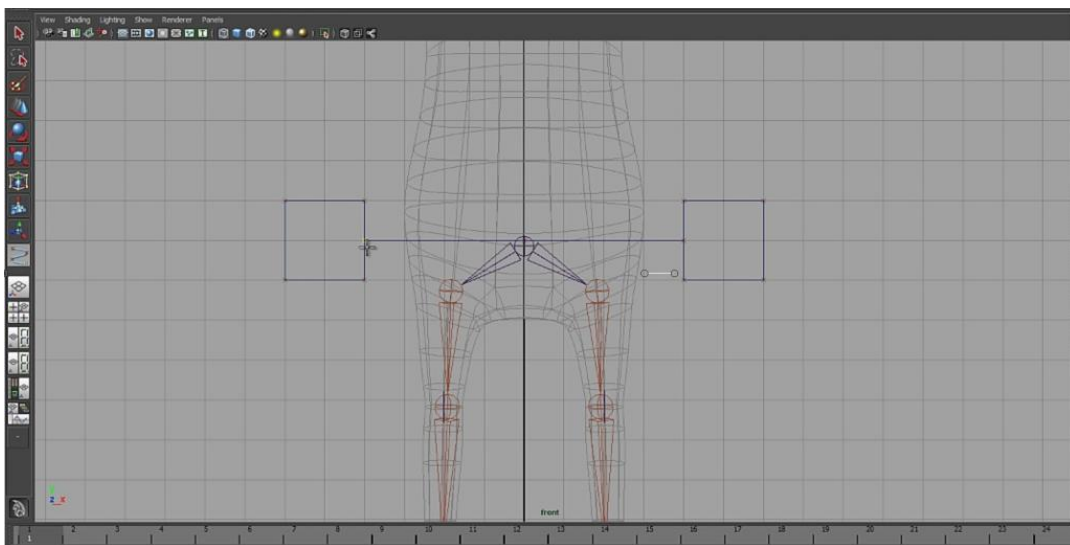 View Shading Lighting Show Renderer Panels
Y
Z X
front
1 2 3 4 5 6 7 8 9 10 11 12 13 14 15 16 17 18 19 20 21 22 23 24
1